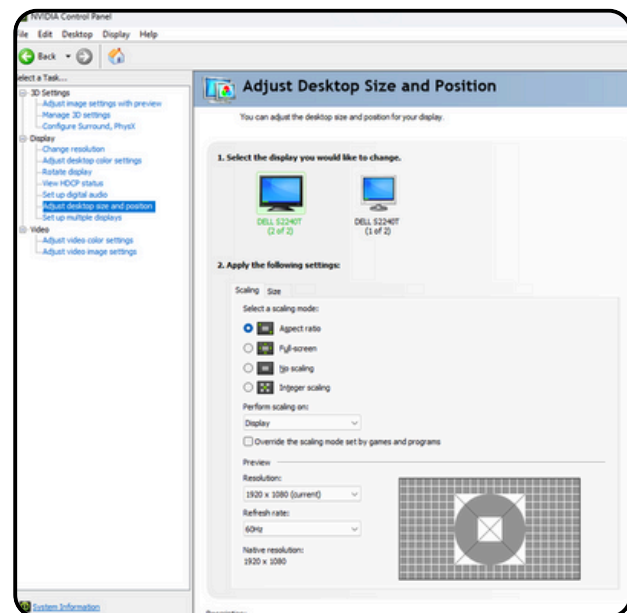 NVIDIA Control Panel
File Edit Desktop Display Help
Back
Select a Task...
3D Settings
Adjust image settings with preview
Manage 3D settings
Configure Surround, PhysX
Display
Change resolution
Adjust desktop color settings
Rotate display
View HDCP status
Set up digital audio
Adjust desktop size and position
Set up multiple displays
Video
Adjust video color settings
Adjust video image settings
System Information
Adjust Desktop Size and Position
You can adjust the desktop size and position for your display.
1. Select the display you would like to change.
DELL S2240T DELL S2240T
(2 of 2) (1 of 2)
2. Apply the following settings:
Scaling Size
Select a scaling mode:
Aspect ratio
Full-screen
No scaling
Integer scaling
Perform scaling on:
Display
Override the scaling mode set by games and programs
Preview
Resolution:
1920 x 1080 (current)
Refresh rate:
60Hz
Native resolution:
1920 x 1080